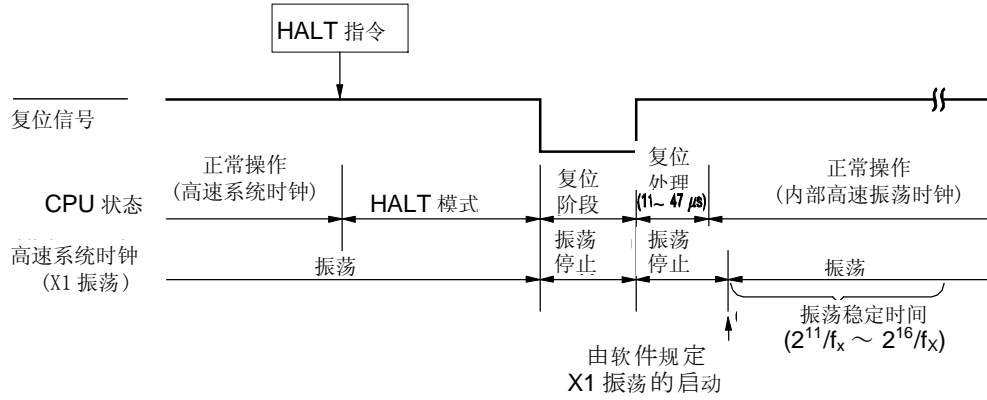 HALT 指令
复位信号
正常操作
(高速系统时钟)
HALT 模式
复位
阶段
复位
处理
(11~ 47 μs)
正常操作
(内部高速振荡时钟)
CPU 状态
高速系统时钟
(X1 振荡)
振荡
振荡
停止
振荡
停止
振荡
振荡稳定时间
(2¹¹/fx ～ 2¹⁶/fX)
由软件规定
X1 振荡的启动